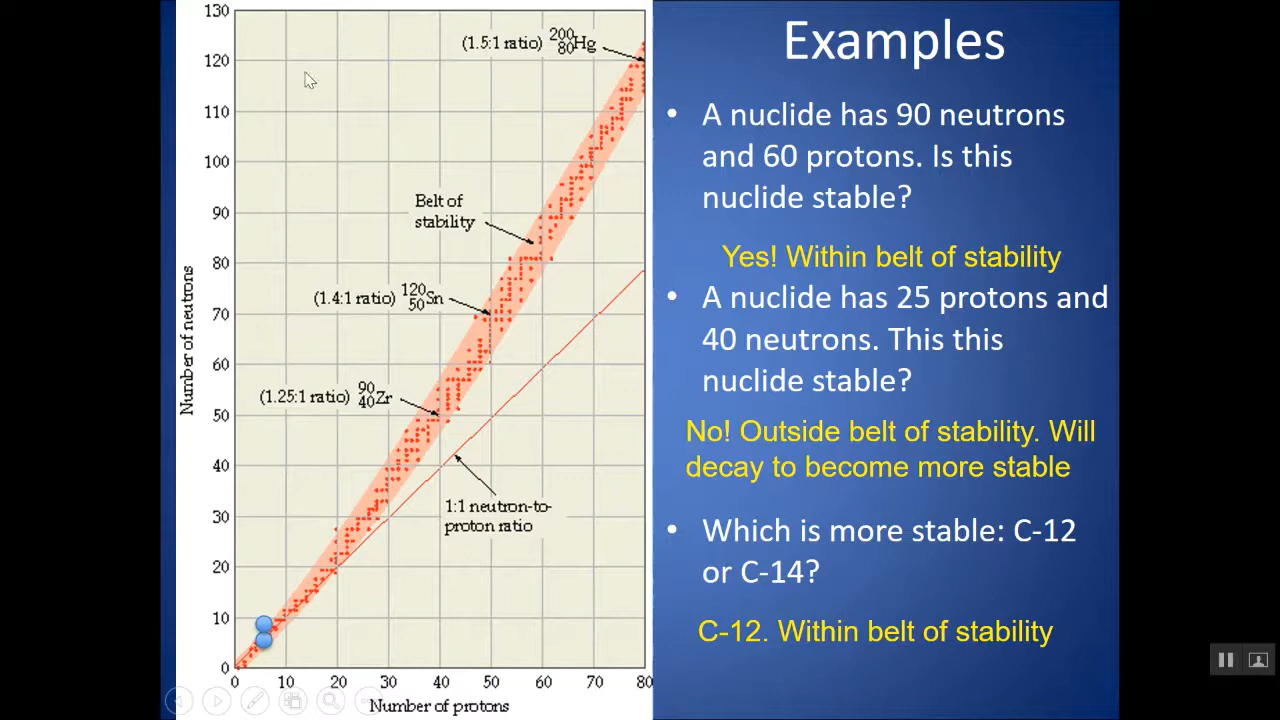 130
120
110
100
90
80
70
60
50
40
30
20
10
0
Number of neutrons
(1.5:1 ratio) 200 80 Hg
Belt of
stability
(1.4:1 ratio) 120 50 Sn
(1.25:1 ratio) 90 40 Zr
1:1 neutron-to-
proton ratio
0 10 20 30 40 50 60 70 80
Number of protons
Examples
• A nuclide has 90 neutrons
and 60 protons. Is this
nuclide stable?
Yes! Within belt of stability
• A nuclide has 25 protons and
40 neutrons. This this
nuclide stable?
No! Outside belt of stability. Will
decay to become more stable
• Which is more stable: C-12
or C-14?
C-12. Within belt of stability